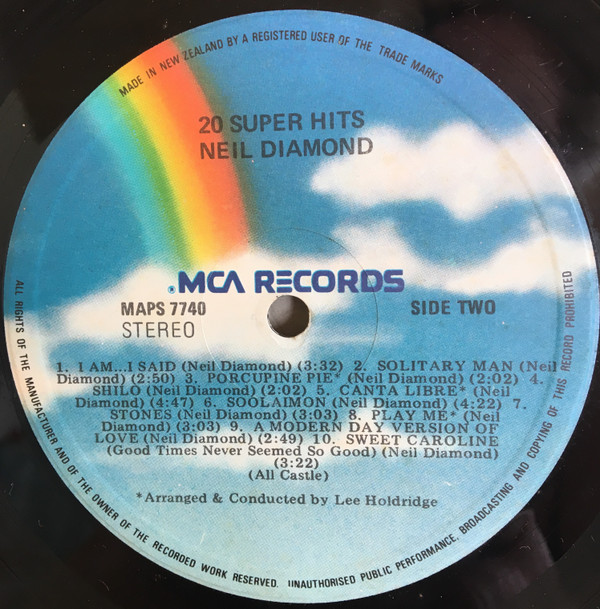 MADE IN NEW ZEALAND BY A REGISTERED USER OF THE TRADE MARKS
20 SUPER HITS
NEIL DIAMOND
MCA RECORDS
MAPS 7740
STEREO
SIDE TWO
1. I AM...I SAID (Neil Diamond) (3:32) 2. SOLITARY MAN (Neil
Diamond) (2:50) 3. PORCUPINE PIE* (Neil Diamond) (2:02) 4.
SHILO (Neil Diamond) (2:02) 5. CANTA LIBRE* (Neil
Diamond) (4:47) 6. SOOLAIMON (Neil Diamond) (4:22) 7.
STONES (Neil Diamond) (3:03) 8. PLAY ME* (Neil
Diamond) (3:03) 9. A MODERN DAY VERSION OF
LOVE (Neil Diamond) (2:49) 10. SWEET CAROLINE
(Good Times Never Seemed So Good) (Neil Diamond)
(3:22)
(All Castle)
*Arranged & Conducted by Lee Holdridge
ALL RIGHTS OF THE MANUFACTURER AND OF THE OWNER OF THE RECORDED WORK RESERVED. UNAUTHORISED PUBLIC PERFORMANCE, BROADCASTING AND COPYING OF THIS RECORD PROHIBITED